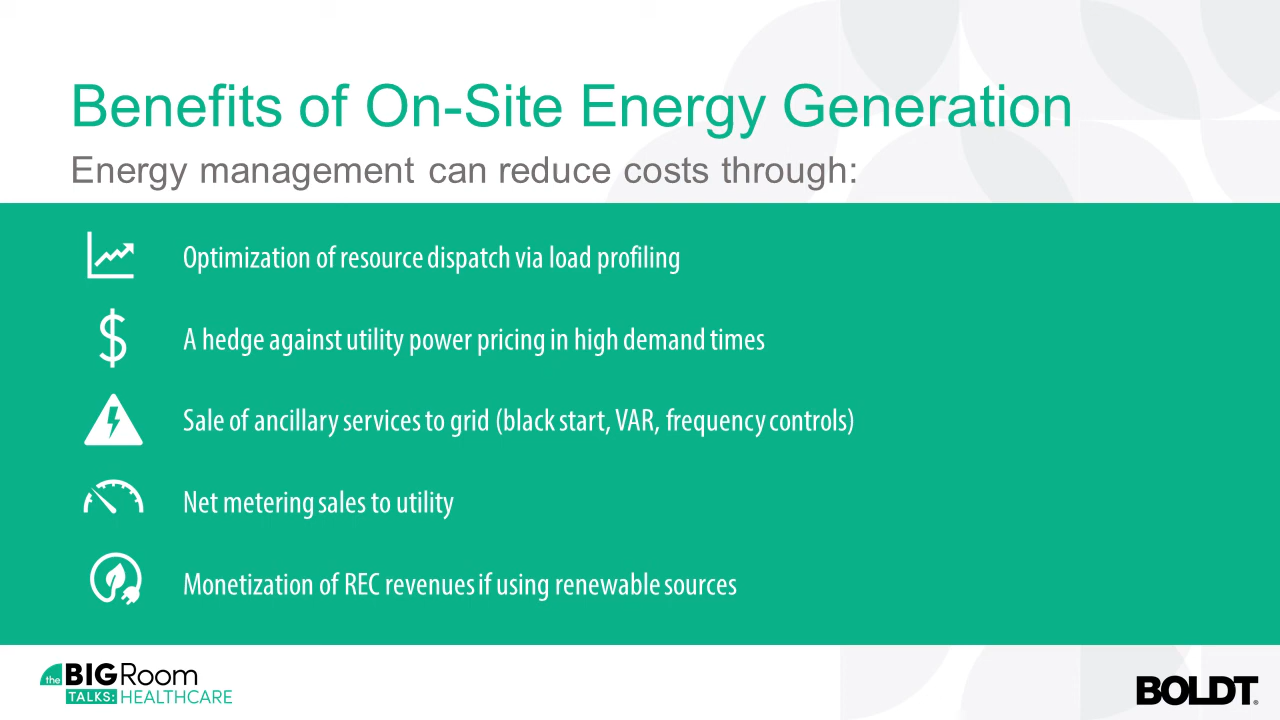 Benefits of On-Site Energy Generation
Energy management can reduce costs through:
Optimization of resource dispatch via load profiling
A hedge against utility power pricing in high demand times
Sale of ancillary services to grid (black start, VAR, frequency controls)
Net metering sales to utility
Monetization of REC revenues if using renewable sources
the BIGRoom
TALKS: HEALTHCARE
BOLDT®